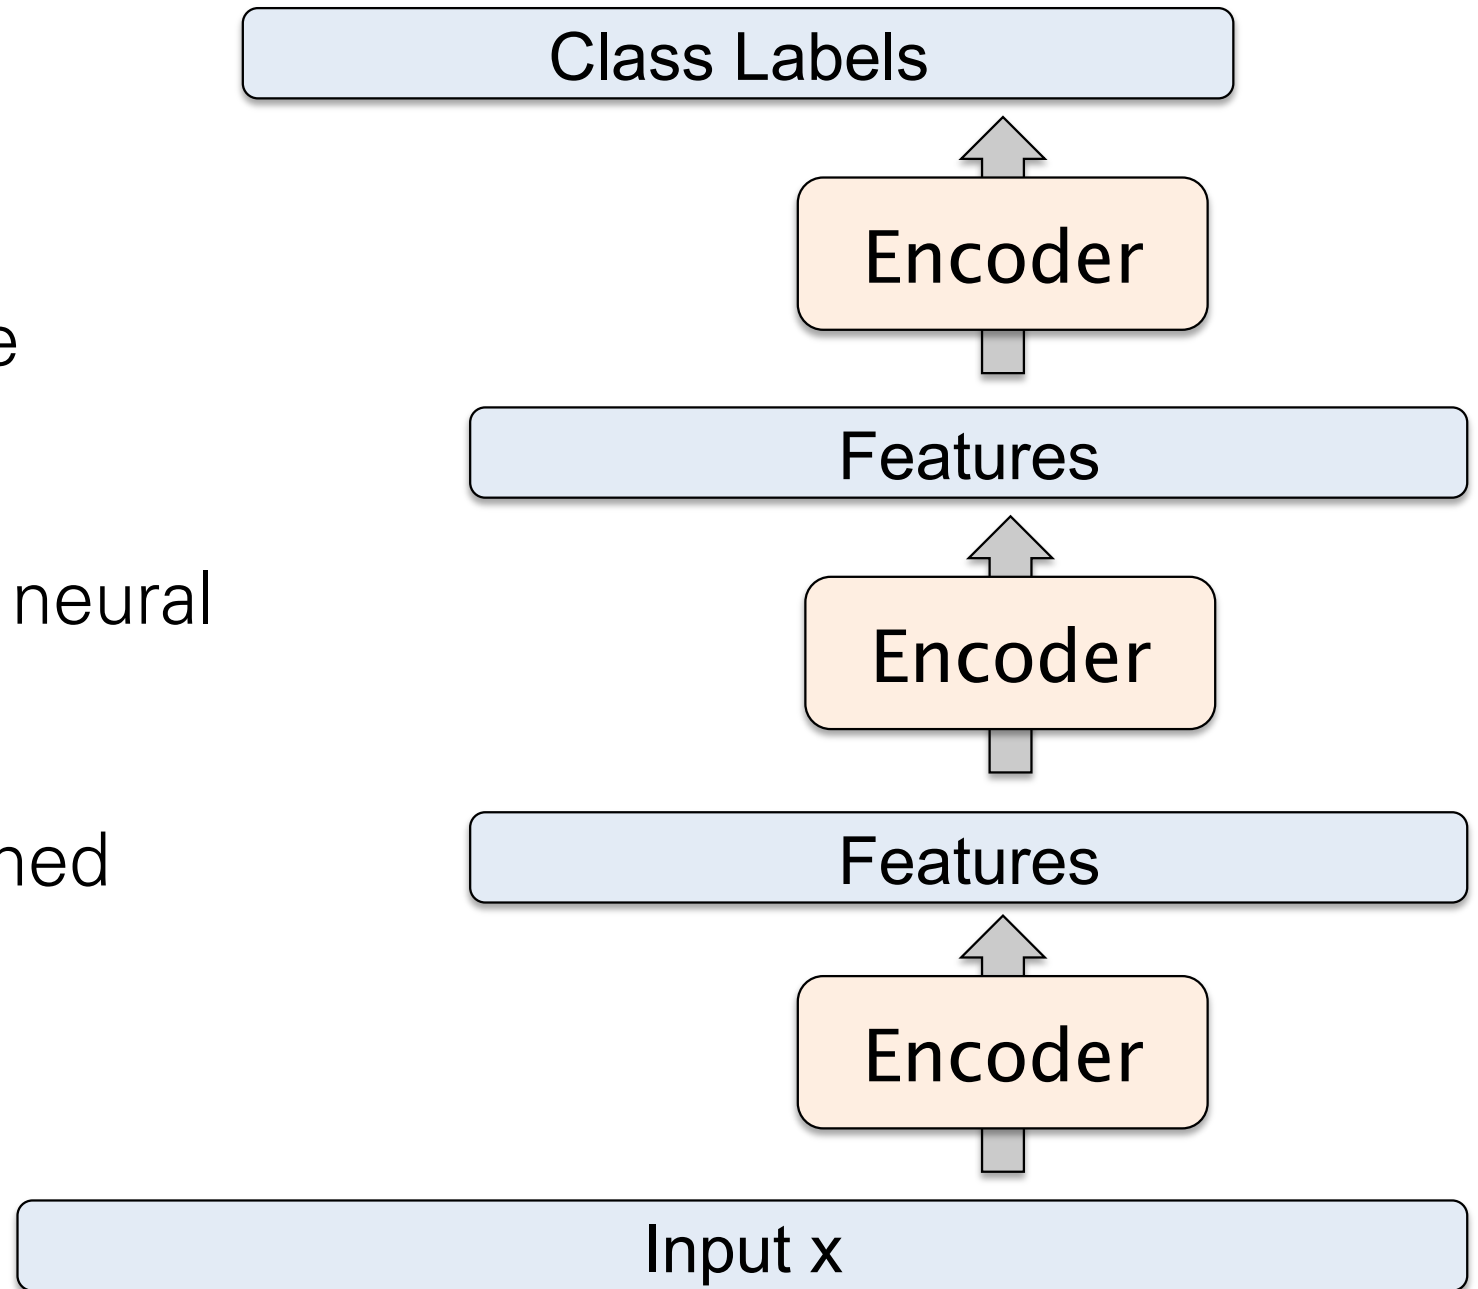 Class Labels
Encoder
e
Features
neural
Encoder
ned
Features
Encoder
Input x